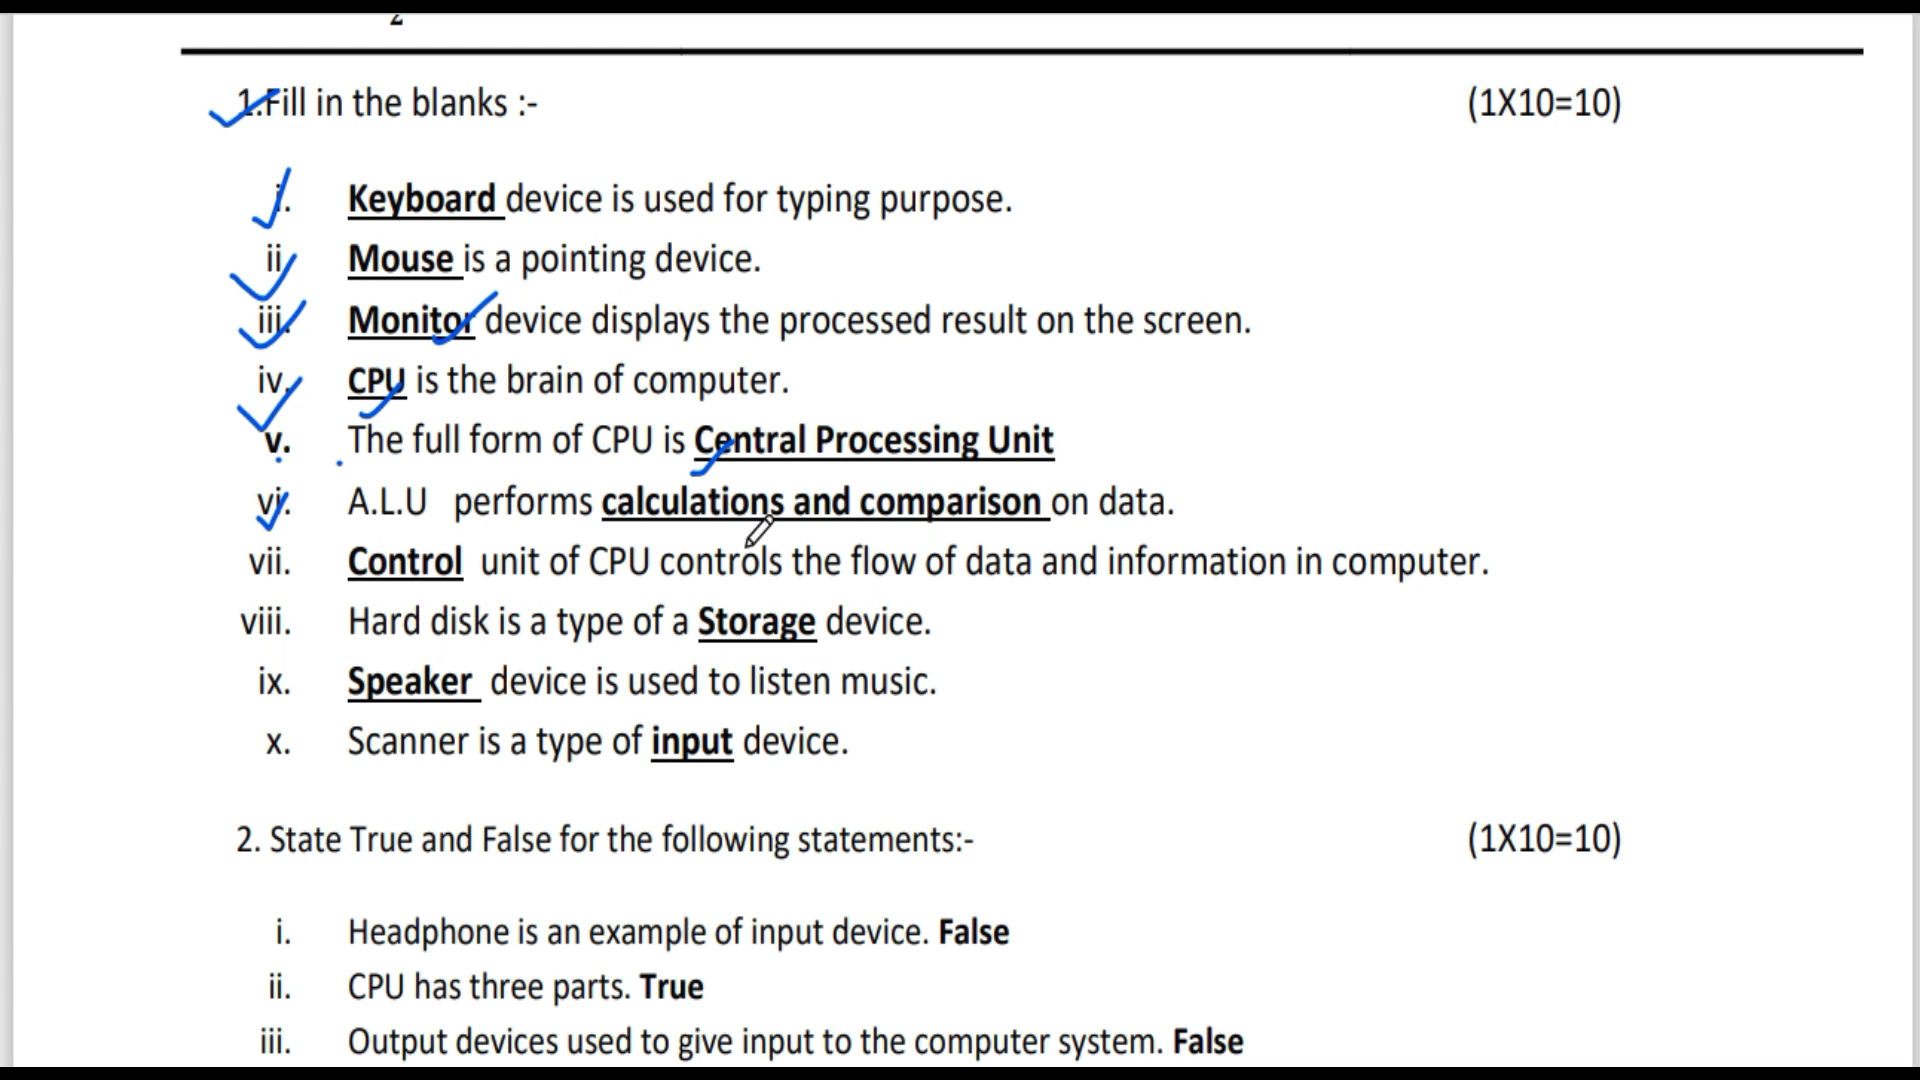 1.Fill in the blanks :- (1X10=10)
i. Keyboard device is used for typing purpose.
ii. Mouse is a pointing device.
iii. Monitor device displays the processed result on the screen.
iv. CPU is the brain of computer.
v. The full form of CPU is Central Processing Unit
vi. A.L.U performs calculations and comparison on data.
vii. Control unit of CPU controls the flow of data and information in computer.
viii. Hard disk is a type of a Storage device.
ix. Speaker device is used to listen music.
x. Scanner is a type of input device.
2. State True and False for the following statements:- (1X10=10)
i. Headphone is an example of input device. False
ii. CPU has three parts. True
iii. Output devices used to give input to the computer system. False